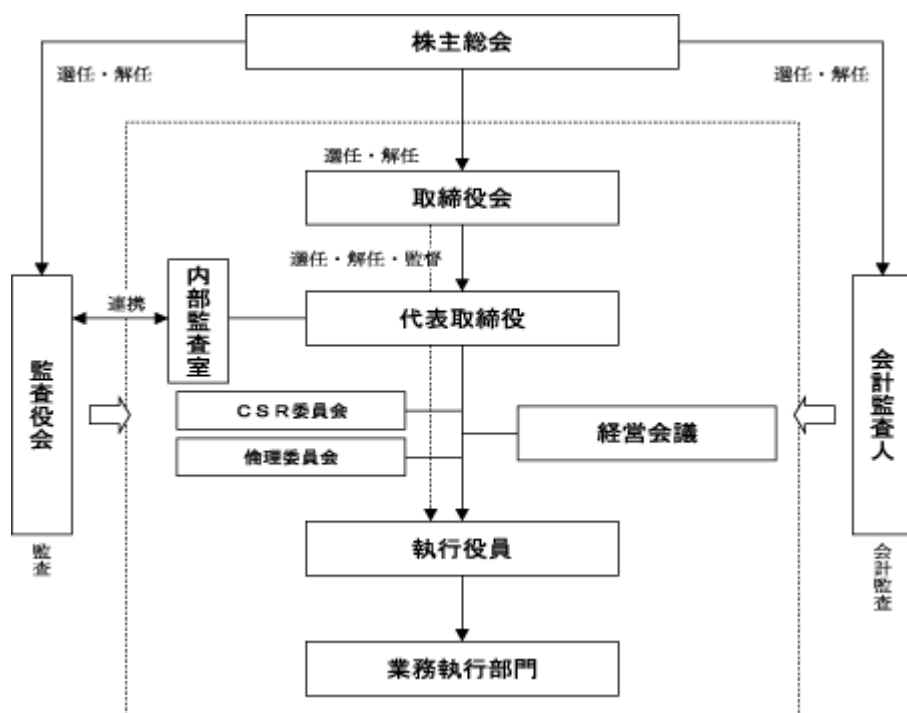 株主総会
選任・解任
選任・解任
選任・解任
取締役会
選任・解任・監督
内部監査室
連携
代表取締役
監査役会
会計監査人
CSR委員会
経営会議
倫理委員会
執行役員
監査
会計監査
業務執行部門